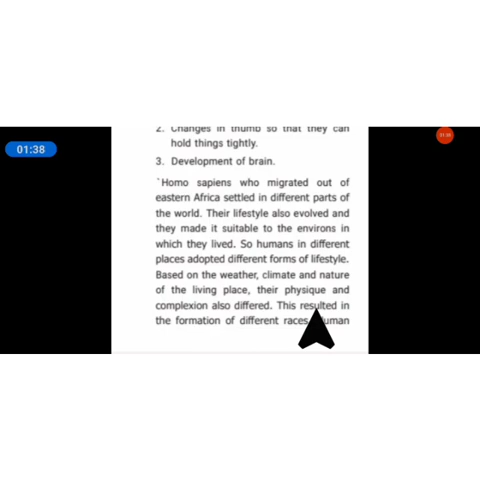 01:38
2. Changes in thumb so that they can
hold things tightly.
3. Development of brain.
`Homo sapiens who migrated out of
eastern Africa settled in different parts of
the world. Their lifestyle also evolved and
they made it suitable to the environs in
which they lived. So humans in different
places adopted different forms of lifestyle.
Based on the weather, climate and nature
of the living place, their physique and
complexion also differed. This resulted in
the formation of different races